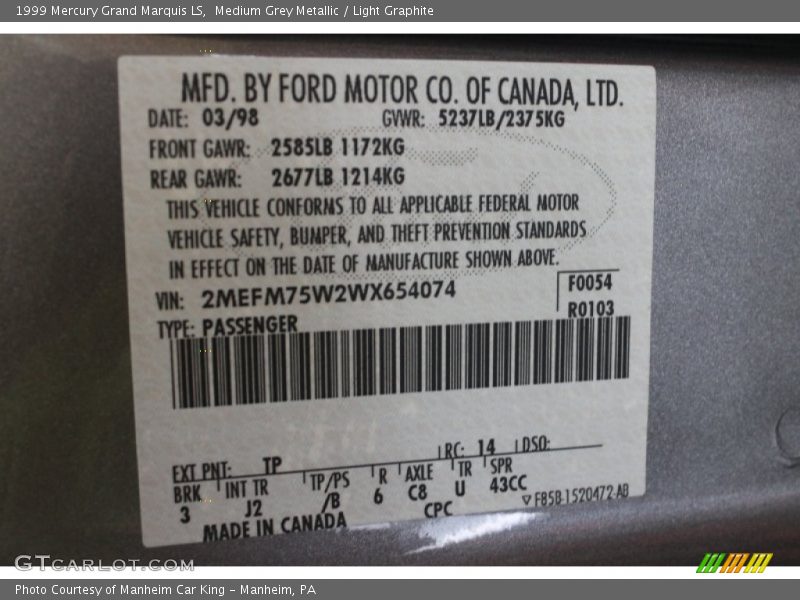 1999 Mercury Grand Marquis LS, Medium Grey Metallic / Light Graphite
MFD. BY FORD MOTOR CO. OF CANADA, LTD.
DATE: 03/98 GVWR: 5237LB/2375KG
FRONT GAWR: 2585LB 1172KG
REAR GAWR: 2677LB 1214KG
THIS VEHICLE CONFORMS TO ALL APPLICABLE FEDERAL MOTOR
VEHICLE SAFETY, BUMPER, AND THEFT PREVENTION STANDARDS
IN EFFECT ON THE DATE OF MANUFACTURE SHOWN ABOVE.
VIN: 2MEFM75W2WX654074 F0054
TYPE: PASSENGER R0103
EXT PNT: TP RC: 14 DSO:
BRK INT TR TP/PS R AXLE TR SPR
3 J2 /B 6 C8 U 43CC
MADE IN CANADA CPC F85B-1520472-AB
GTCarLot.com
Photo Courtesy of Manheim Car King - Manheim, PA